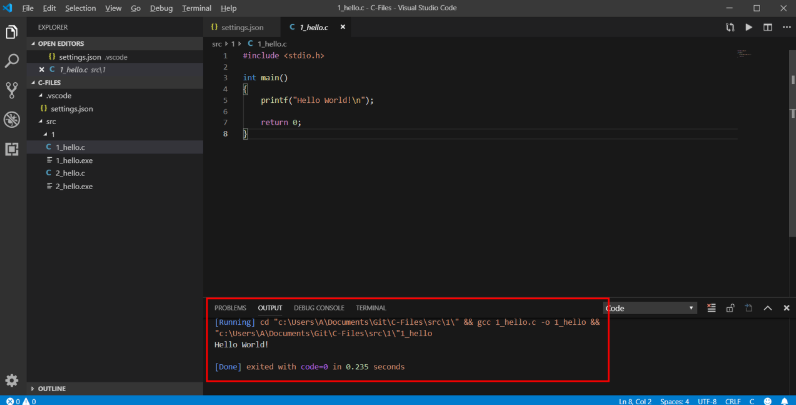 File Edit Selection View Go Debug Terminal Help
1_hello.c - C-Files - Visual Studio Code
EXPLORER
OPEN EDITORS
{} settings.json .vscode
1_hello.c src\1
C-FILES
.vscode
{} settings.json
src
1
C 1_hello.c
1_hello.exe
C 2_hello.c
2_hello.exe
OUTLINE
{} settings.json
C 1_hello.c
src › 1 › C 1_hello.c
1 #include <stdio.h>
2
3 int main()
4 {
5 printf("Hello World!\n");
6
7 return 0;
8 }
PROBLEMS OUTPUT DEBUG CONSOLE TERMINAL
Code
[Running] cd "c:\Users\A\Documents\Git\C-Files\src\1\" && gcc 1_hello.c -o 1_hello &&
"c:\Users\A\Documents\Git\C-Files\src\1\"1_hello
Hello World!
[Done] exited with code=0 in 0.235 seconds
0 0
Ln 8, Col 2 Spaces: 4 UTF-8 CRLF C